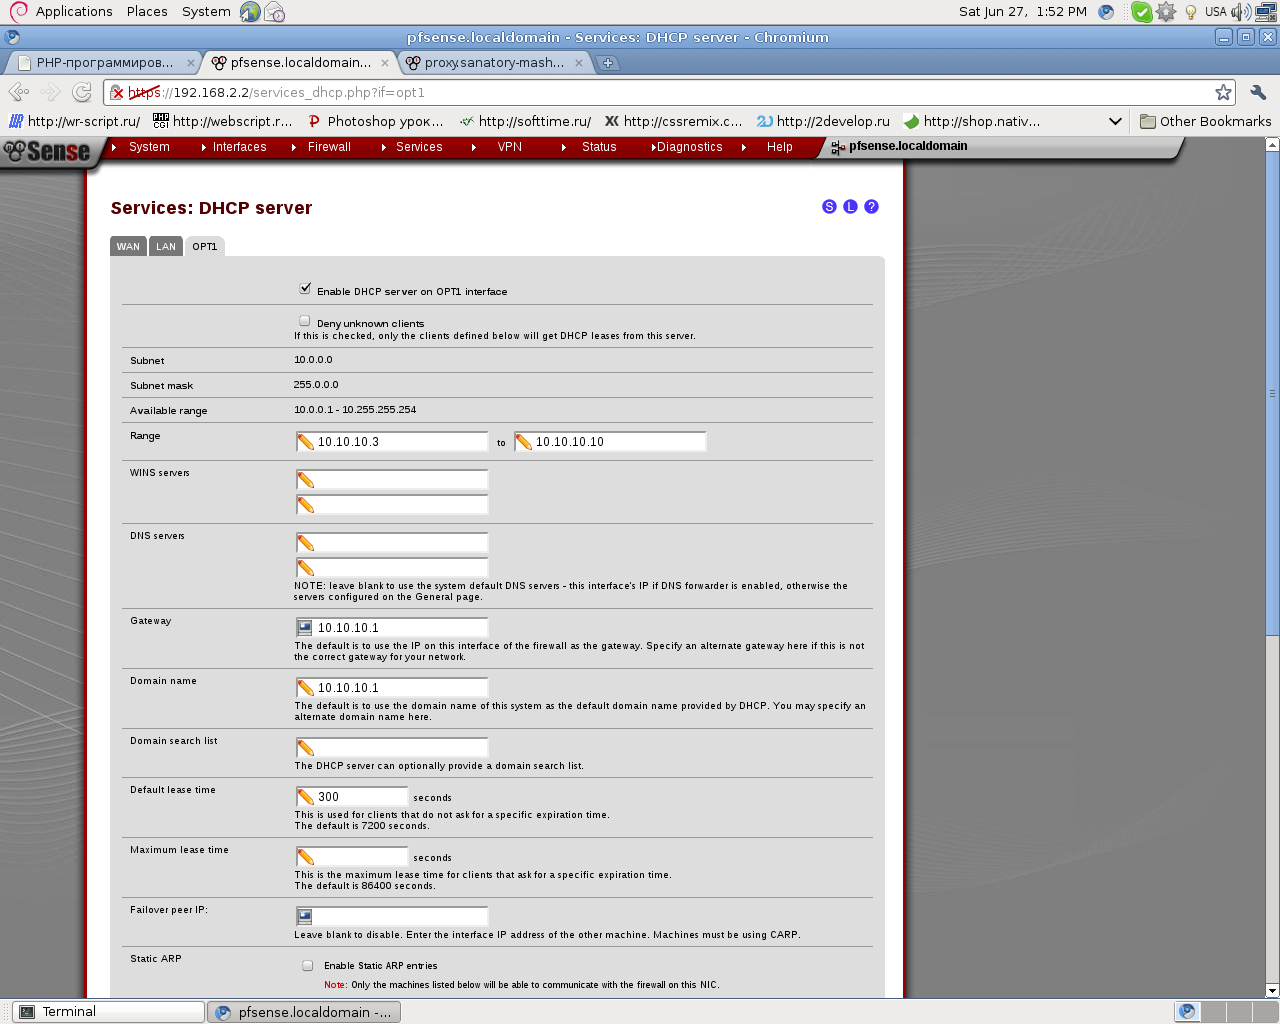 Applications Places System Sat Jun 27, 1:52 PM USA
pfsense.localdomain - Services: DHCP server - Chromium
PHP-программиров... pfsense.localdomain... proxy.sanatory-mash...
https://192.168.2.2/services_dhcp.php?if=opt1
http://wr-script.ru/ http://webscript.r... Photoshop урок... http://softtime.ru/ http://cssremix.c... http://2develop.ru http://shop.nativ... Other Bookmarks
Sense System Interfaces Firewall Services VPN Status Diagnostics Help pfsense.localdomain
Services: DHCP server S L ?
WAN LAN OPT1
Enable DHCP server on OPT1 interface
Deny unknown clients
If this is checked, only the clients defined below will get DHCP leases from this server.
Subnet 10.0.0.0
Subnet mask 255.0.0.0
Available range 10.0.0.1 - 10.255.255.254
Range 10.10.10.3 to 10.10.10.10
WINS servers
DNS servers
NOTE: leave blank to use the system default DNS servers - this interface's IP if DNS forwarder is enabled, otherwise the
servers configured on the General page.
Gateway 10.10.10.1
The default is to use the IP on this interface of the firewall as the gateway. Specify an alternate gateway here if this is not
the correct gateway for your network.
Domain name 10.10.10.1
The default is to use the domain name of this system as the default domain name provided by DHCP. You may specify an
alternate domain name here.
Domain search list
The DHCP server can optionally provide a domain search list.
Default lease time 300 seconds
This is used for clients that do not ask for a specific expiration time.
The default is 7200 seconds.
Maximum lease time seconds
This is the maximum lease time for clients that ask for a specific expiration time.
The default is 86400 seconds.
Failover peer IP:
Leave blank to disable. Enter the interface IP address of the other machine. Machines must be using CARP.
Static ARP Enable Static ARP entries
Note: Only the machines listed below will be able to communicate with the firewall on this NIC.
Terminal pfsense.localdomain -...